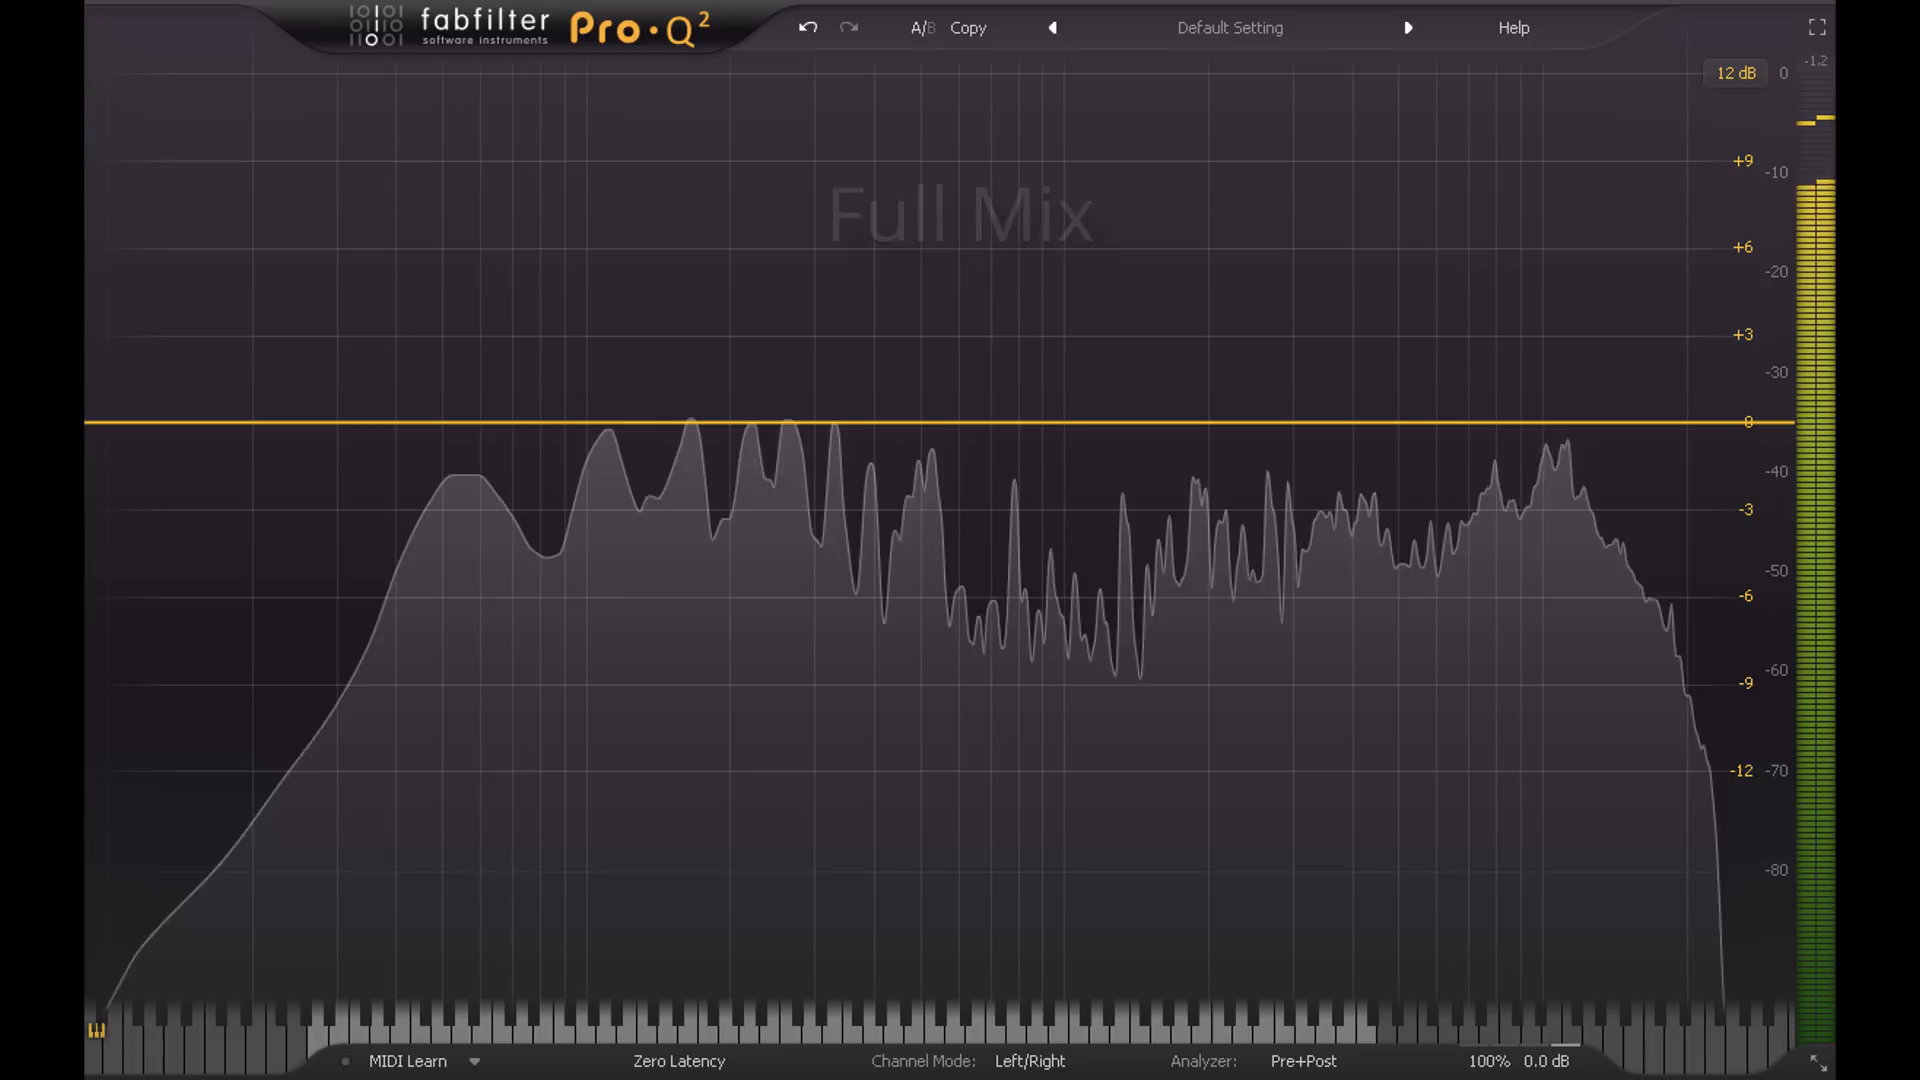 fabfilter
software instruments
Pro·Q²
A/B
Copy
Default Setting
Help
-1.2
12 dB
0
+9
-10
Full Mix
+6
-20
+3
-30
0
-40
-3
-50
-6
-60
-9
-12
-70
-80
MIDI Learn
Zero Latency
Channel Mode:
Left/Right
Analyzer:
Pre+Post
100%
0.0 dB